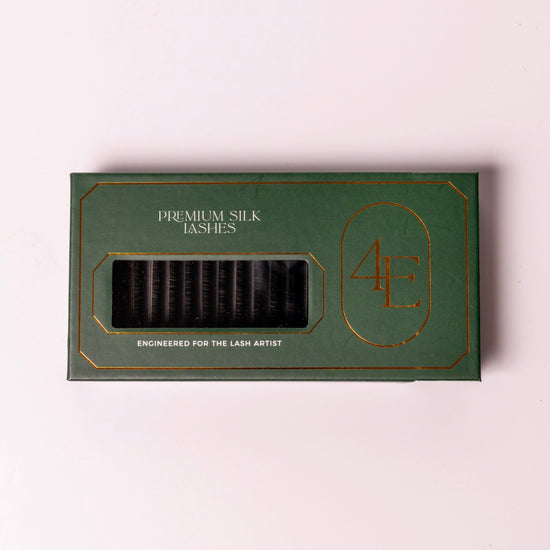 PREMIUM SILK
LASHES
4E
ENGINEERED FOR THE LASH ARTIST